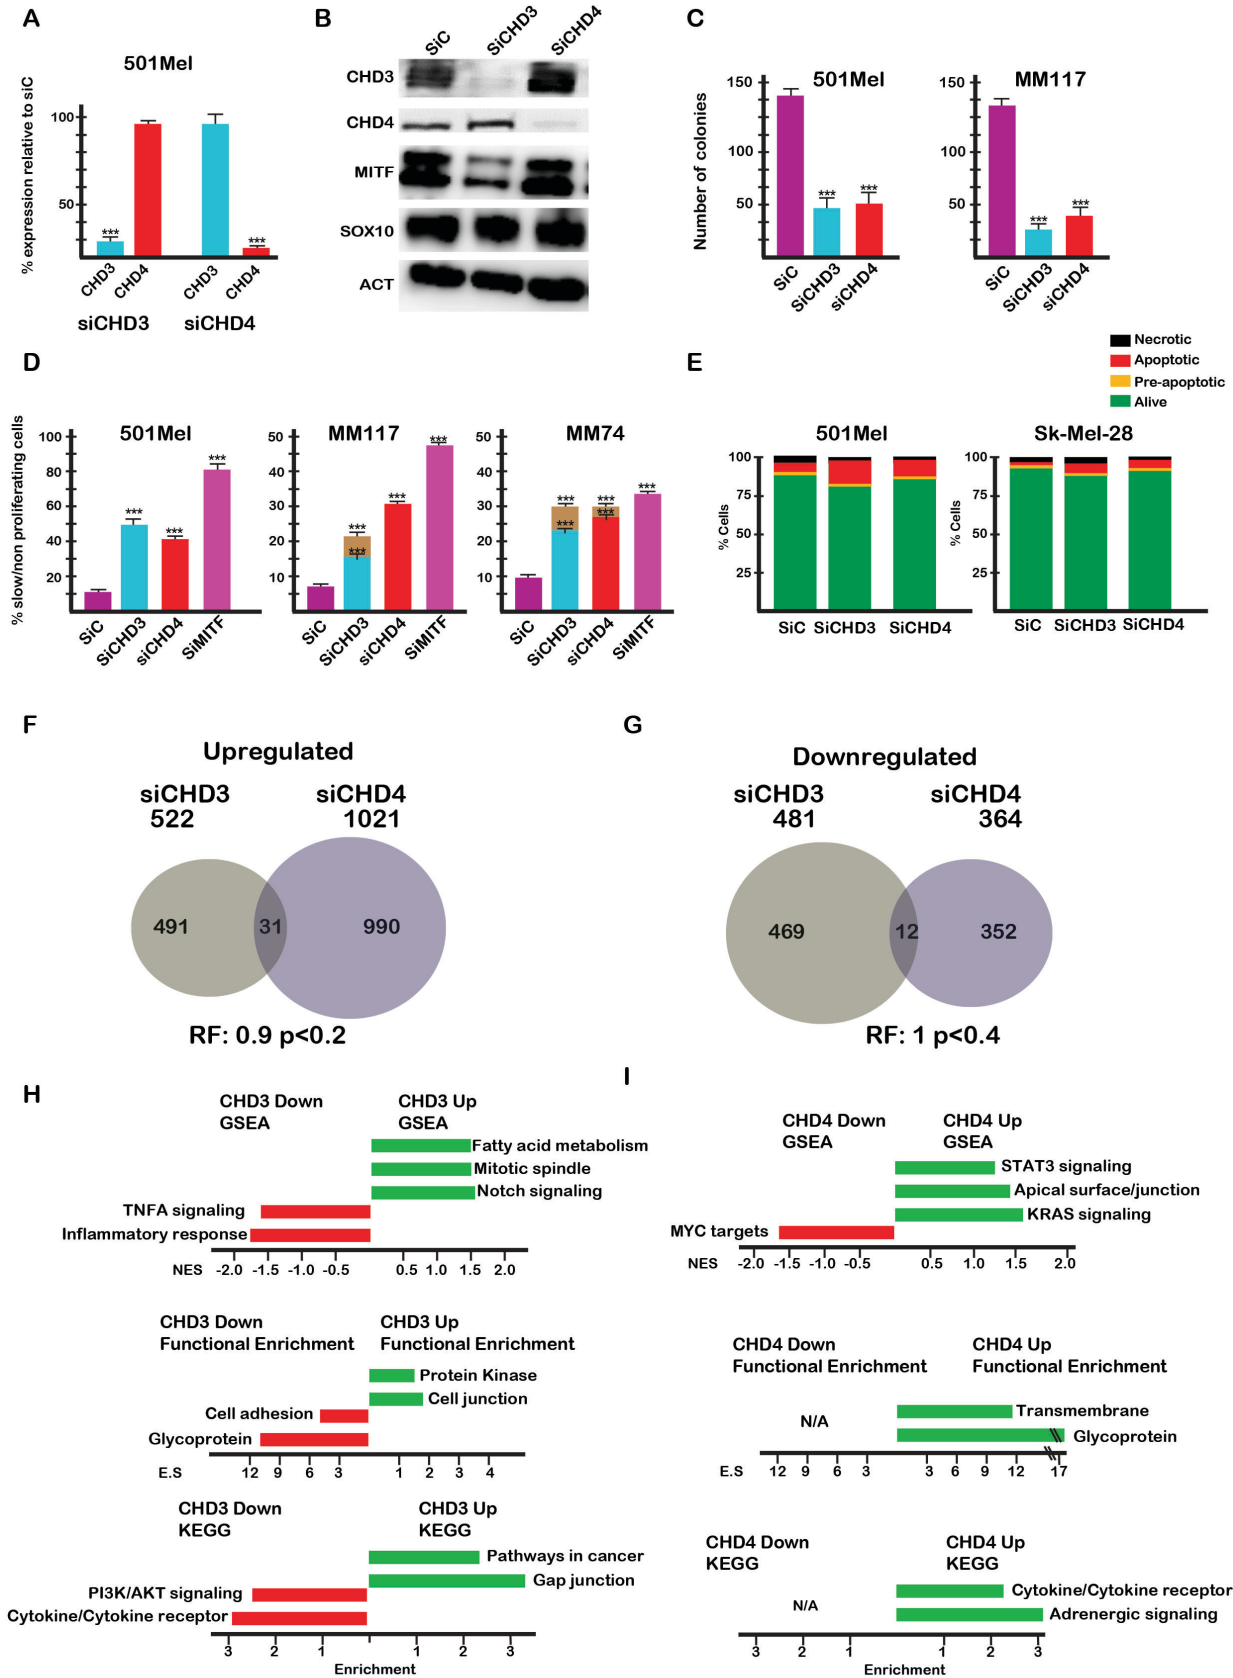 A
501Mel
% expression relative to siC
100
50
***
***
CHD3
CHD4
CHD3
CHD4
siCHD3
siCHD4
B
SiC
SiCHD3
SiCHD4
CHD3
CHD4
MITF
SOX10
ACT
C
501Mel
Number of colonies
150
100
50
***
***
SiC
SiCHD3
siCHD4
MM117
150
100
50
***
***
SiC
SiCHD3
siCHD4
D
% slow/non proliferating cells
501Mel
100
80
60
40
20
***
***
***
SiC
SiCHD3
siCHD4
SiMITF
MM117
50
40
30
20
10
***
***
***
***
SiC
SiCHD3
siCHD4
SiMITF
MM74
50
40
30
20
10
***
***
***
***
***
SiC
SiCHD3
siCHD4
SiMITF
E
Necrotic
Apoptotic
Pre-apoptotic
Alive
501Mel
% Cells
100
75
50
25
SiC
SiCHD3
SiCHD4
Sk-Mel-28
% Cells
100
75
50
25
SiC
SiCHD3
SiCHD4
F
Upregulated
siCHD3
522
siCHD4
1021
491
31
990
RF: 0.9 p<0.2
G
Downregulated
siCHD3
481
siCHD4
364
469
12
352
RF: 1 p<0.4
H
CHD3 Down
GSEA
CHD3 Up
GSEA
Fatty acid metabolism
Mitotic spindle
Notch signaling
TNFA signaling
Inflammatory response
NES -2.0 -1.5 -1.0 -0.5 0.5 1.0 1.5 2.0
CHD3 Down
Functional Enrichment
CHD3 Up
Functional Enrichment
Protein Kinase
Cell junction
Cell adhesion
Glycoprotein
E.S 12 9 6 3 1 2 3 4
CHD3 Down
KEGG
CHD3 Up
KEGG
Pathways in cancer
Gap junction
PI3K/AKT signaling
Cytokine/Cytokine receptor
3 2 1 1 2 3
Enrichment
I
CHD4 Down
GSEA
CHD4 Up
GSEA
STAT3 signaling
Apical surface/junction
KRAS signaling
MYC targets
NES -2.0 -1.5 -1.0 -0.5 0.5 1.0 1.5 2.0
CHD4 Down
Functional Enrichment
CHD4 Up
Functional Enrichment
N/A
Transmembrane
Glycoprotein
E.S 12 9 6 3 3 6 9 12 17
CHD4 Down
KEGG
CHD4 Up
KEGG
N/A
Cytokine/Cytokine receptor
Adrenergic signaling
3 2 1 1 2 3
Enrichment